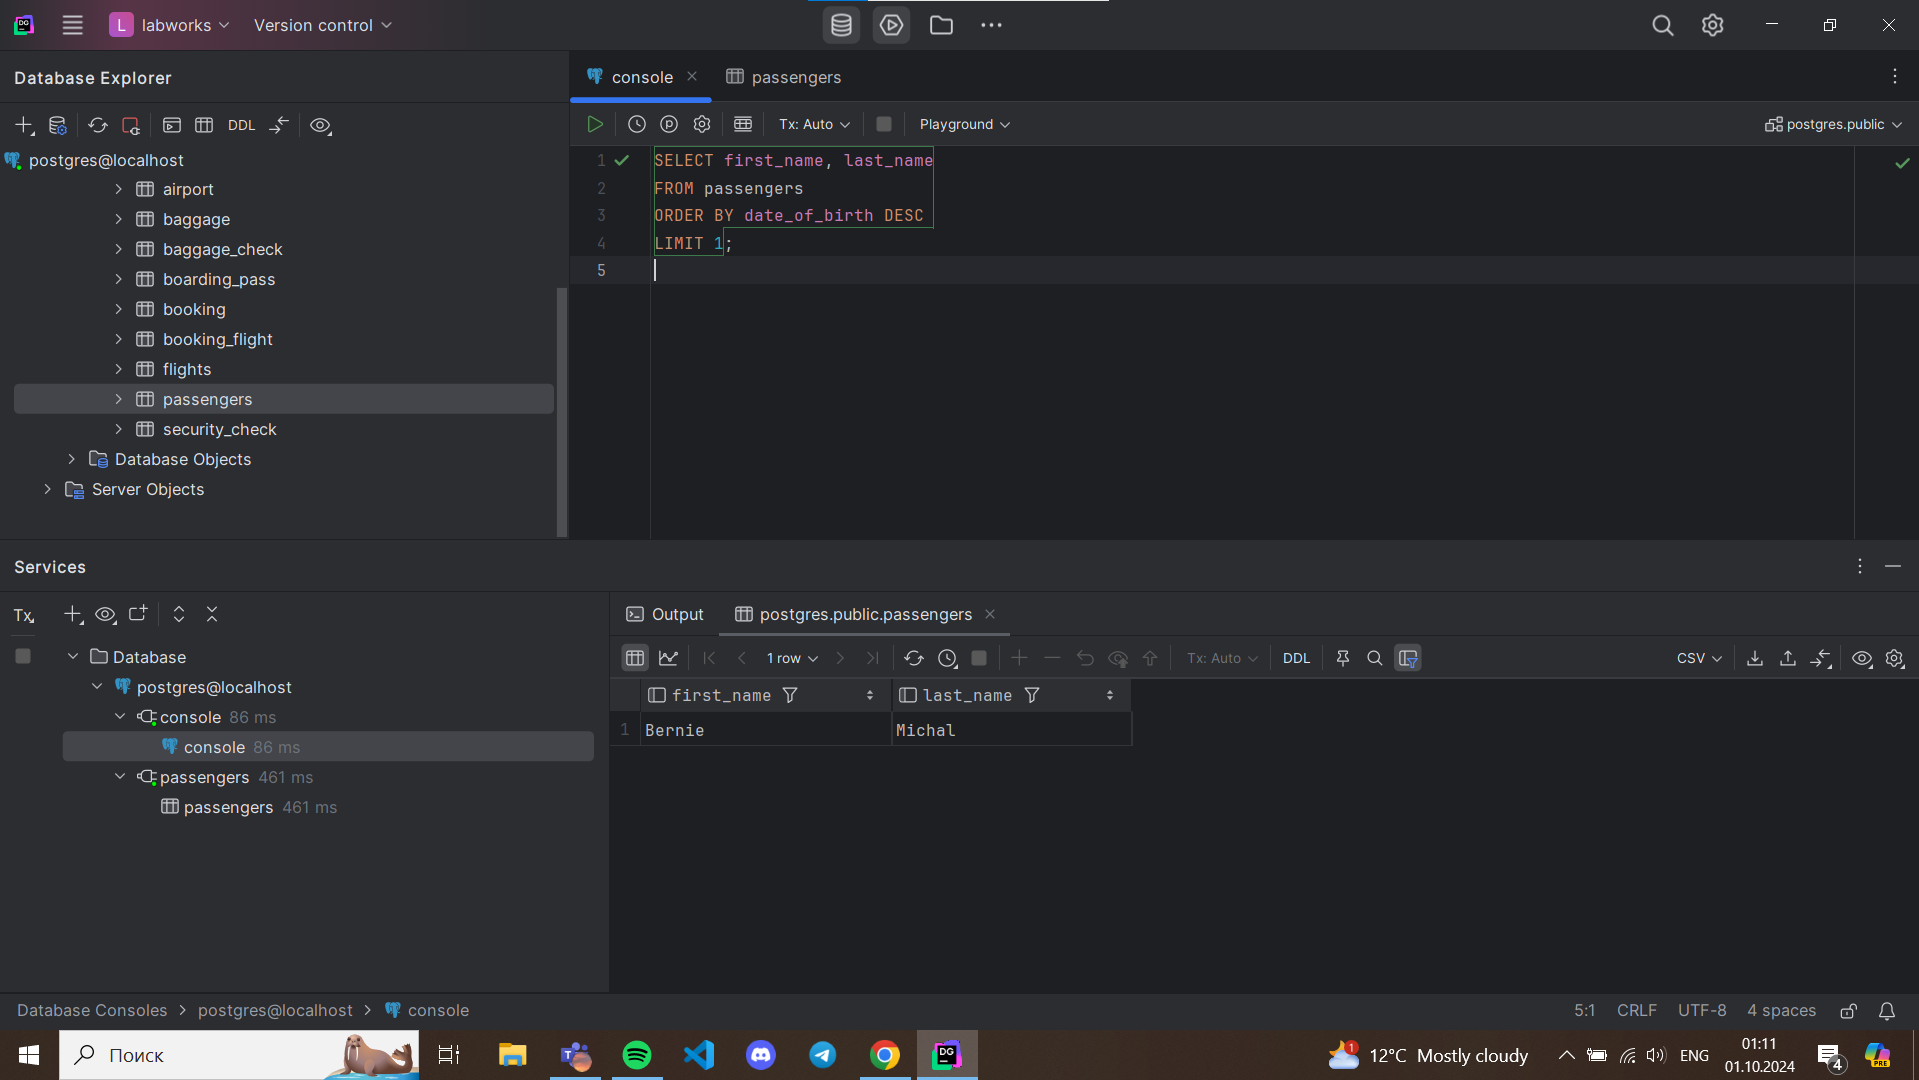 L labworks Version control
Database Explorer
console passengers
DDL
Tx: Auto Playground postgres.public
postgres@localhost
airport
baggage
baggage_check
boarding_pass
booking
booking_flight
flights
passengers
security_check
Database Objects
Server Objects
1 SELECT first_name, last_name
2 FROM passengers
3 ORDER BY date_of_birth DESC
4 LIMIT 1;
5
Services
Tx
Output postgres.public.passengers
1 row Tx: Auto DDL CSV
Database
postgres@localhost
console 86 ms
console 86 ms
passengers 461 ms
passengers 461 ms
first_name last_name
1 Bernie Michal
Database Consoles postgres@localhost console
5:1 CRLF UTF-8 4 spaces
Поиск
DG
1
12°C Mostly cloudy
ENG
01:11
01.10.2024
4
PRE